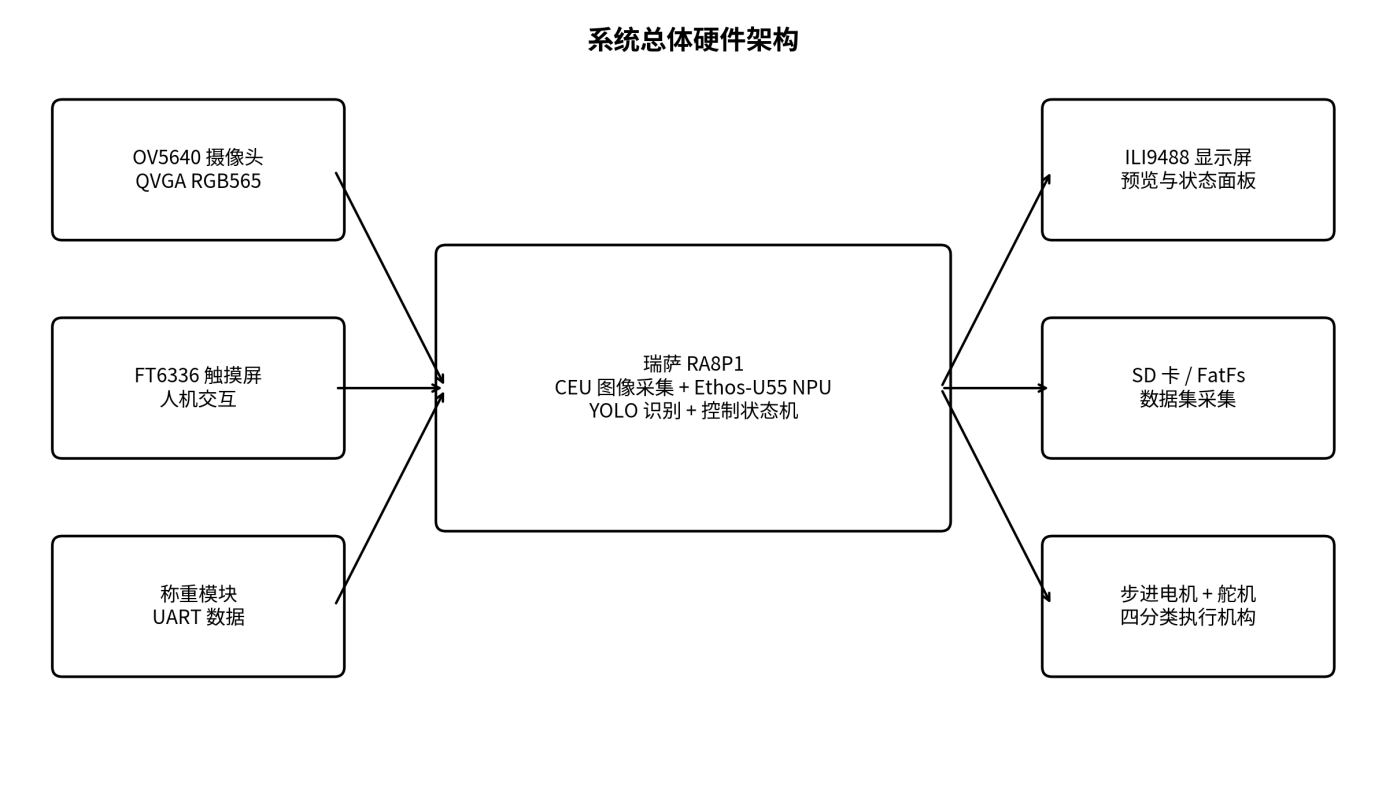 系统总体硬件架构
OV5640 摄像头
QVGA RGB565
FT6336 触摸屏
人机交互
称重模块
UART 数据
瑞萨 RA8P1
CEU 图像采集 + Ethos-U55 NPU
YOLO 识别 + 控制状态机
ILI9488 显示屏
预览与状态面板
SD 卡 / FatFs
数据集采集
步进电机 + 舵机
四分类执行机构